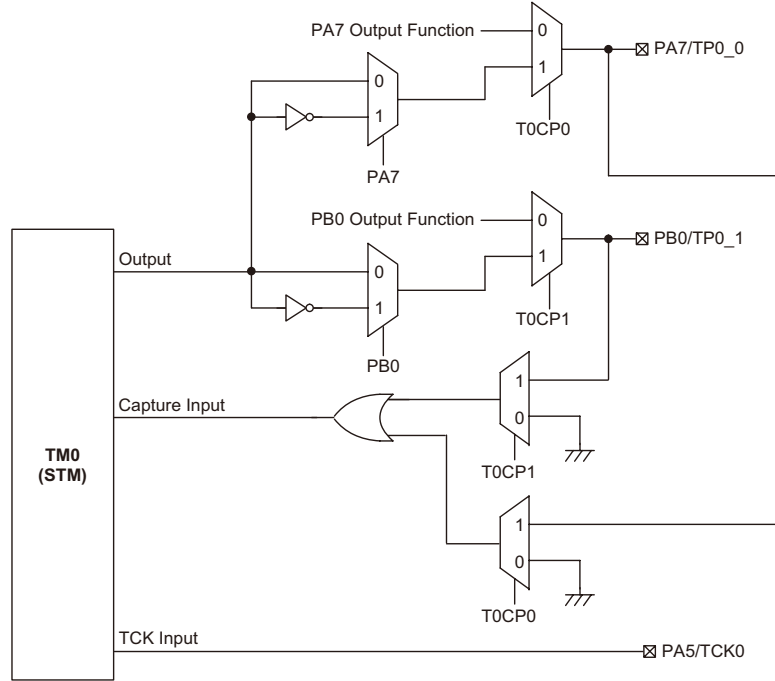 PA7 Output Function
0
1
PA7/TP0_0
0
1
T0CP0
PA7
PB0 Output Function
0
1
PB0/TP0_1
Output
0
1
T0CP1
PB0
1
0
Capture Input
T0CP1
TM0
(STM)
1
0
T0CP0
TCK Input
PA5/TCK0